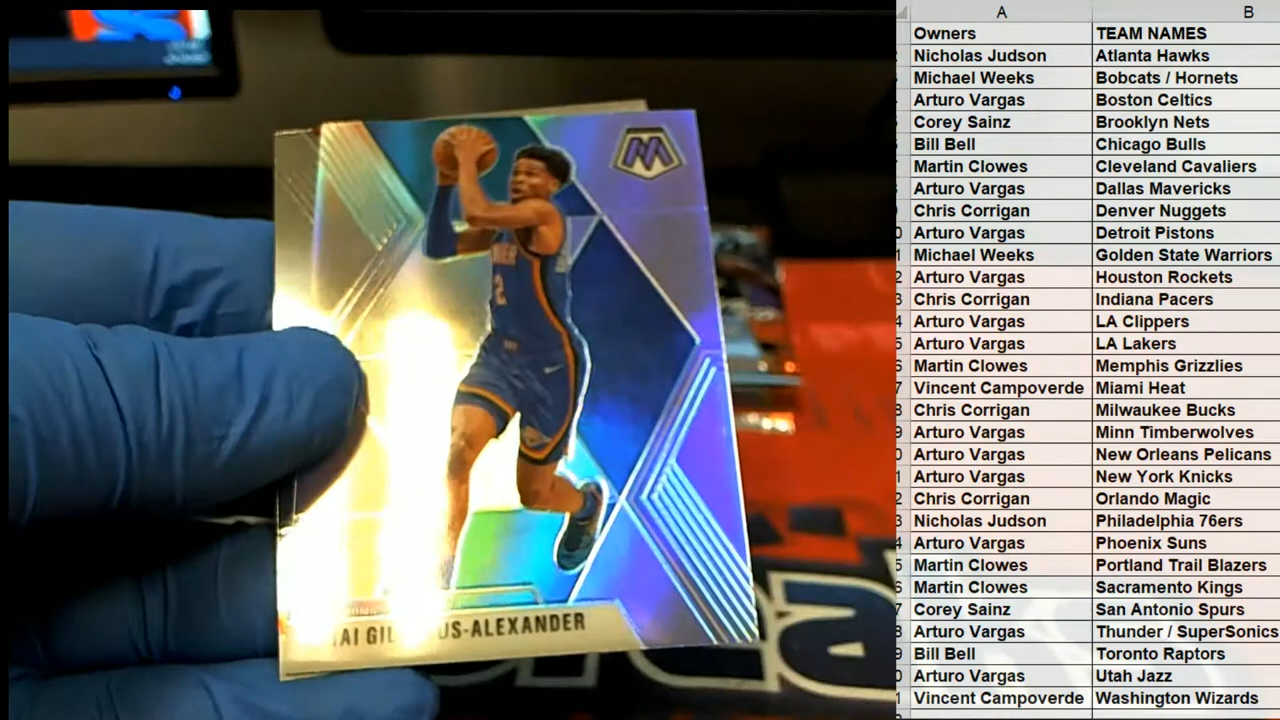 A B
Owners TEAM NAMES
Nicholas Judson Atlanta Hawks
Michael Weeks Bobcats / Hornets
Arturo Vargas Boston Celtics
Corey Sainz Brooklyn Nets
Bill Bell Chicago Bulls
Martin Clowes Cleveland Cavaliers
Arturo Vargas Dallas Mavericks
Chris Corrigan Denver Nuggets
Arturo Vargas Detroit Pistons
Michael Weeks Golden State Warriors
Arturo Vargas Houston Rockets
Chris Corrigan Indiana Pacers
Arturo Vargas LA Clippers
Arturo Vargas LA Lakers
Martin Clowes Memphis Grizzlies
Vincent Campoverde Miami Heat
Chris Corrigan Milwaukee Bucks
Arturo Vargas Minn Timberwolves
Arturo Vargas New Orleans Pelicans
Arturo Vargas New York Knicks
Chris Corrigan Orlando Magic
Nicholas Judson Philadelphia 76ers
Arturo Vargas Phoenix Suns
Martin Clowes Portland Trail Blazers
Martin Clowes Sacramento Kings
Corey Sainz San Antonio Spurs
Arturo Vargas Thunder / SuperSonics
Bill Bell Toronto Raptors
Arturo Vargas Utah Jazz
Vincent Campoverde Washington Wizards
M
2
US-ALEXANDER